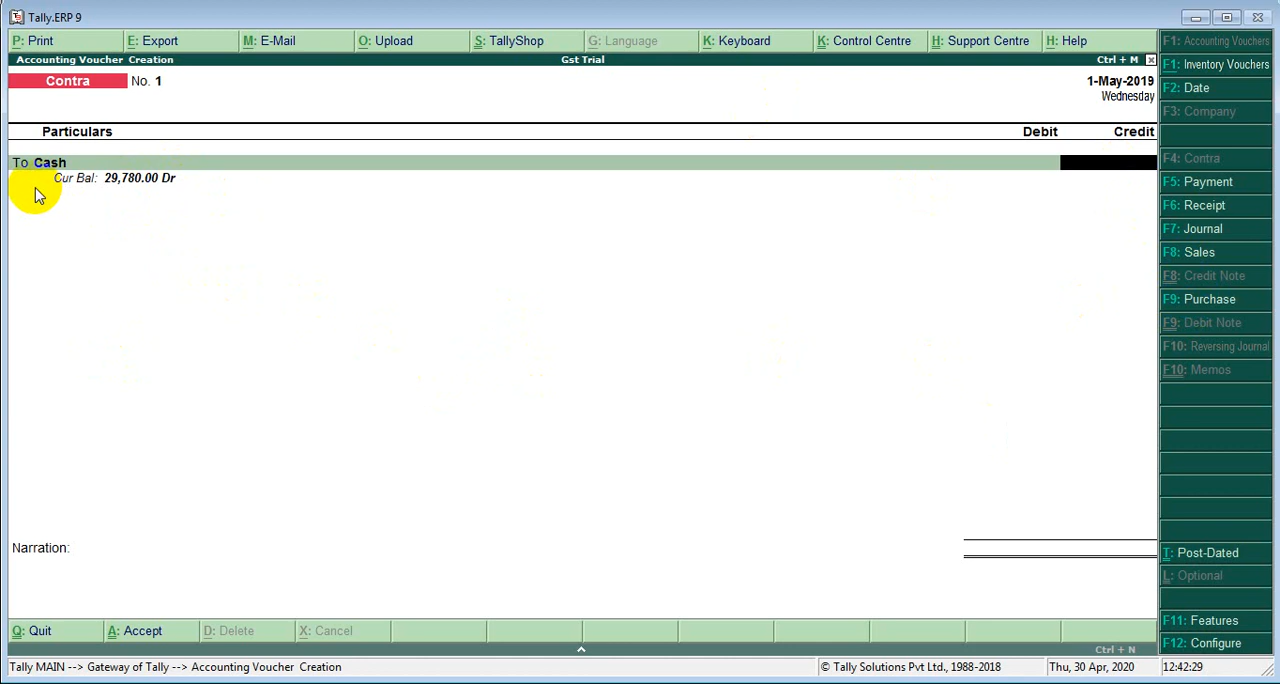 Tally.ERP 9
P: Print E: Export M: E-Mail O: Upload S: TallyShop G: Language K: Keyboard K: Control Centre H: Support Centre H: Help
Accounting Voucher Creation Gst Trial Ctrl + M
Contra No. 1 1-May-2019
Wednesday
Particulars Debit Credit
To Cash
Cur Bal: 29,780.00 Dr
Narration:
Q: Quit A: Accept D: Delete X: Cancel
Ctrl + N
F1: Accounting Vouchers
F1: Inventory Vouchers
F2: Date
F3: Company
F4: Contra
F5: Payment
F6: Receipt
F7: Journal
F8: Sales
F8: Credit Note
F9: Purchase
F9: Debit Note
F10: Reversing Journal
F10: Memos
T: Post-Dated
L: Optional
F11: Features
F12: Configure
Tally MAIN --> Gateway of Tally --> Accounting Voucher Creation © Tally Solutions Pvt Ltd., 1988-2018 Thu, 30 Apr, 2020 12:42:29